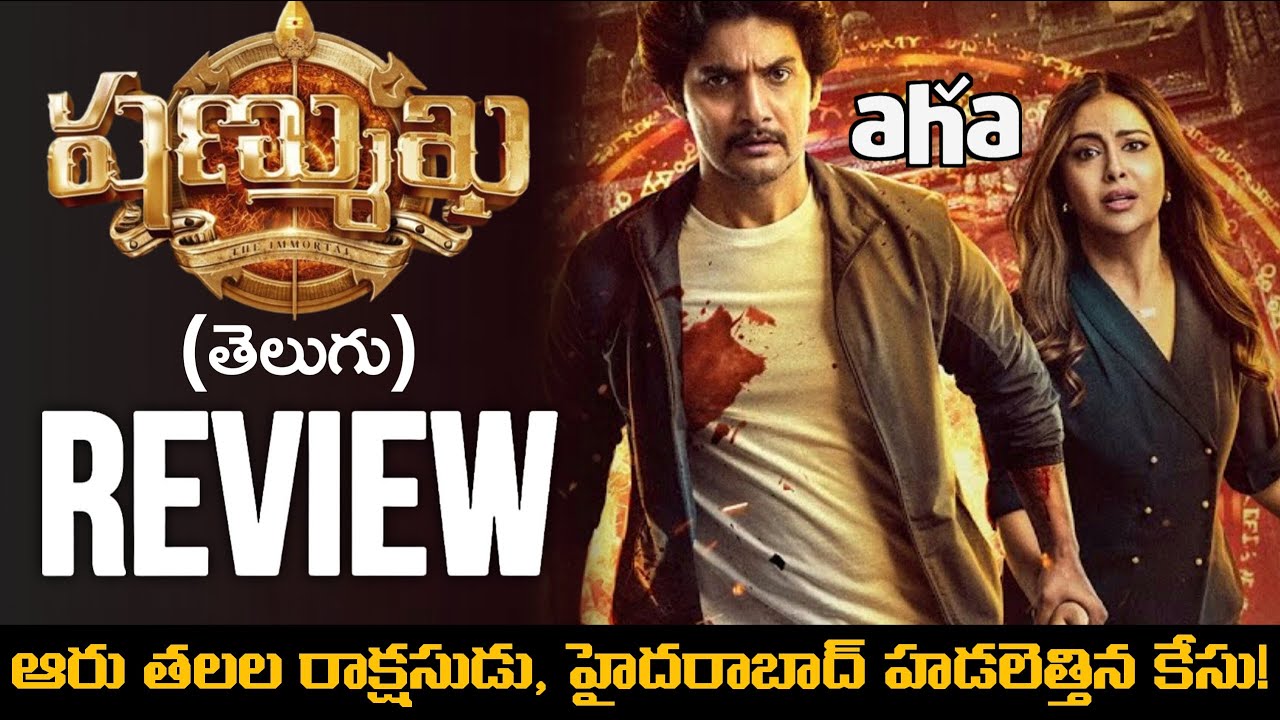 షణ్ముఖ
THE IMMORTAL
(తెలుగు)
REVIEW
aha
ఆరు తలల రాక్షసుడు, హైదరాబాద్ హడలెత్తిన కేసు!